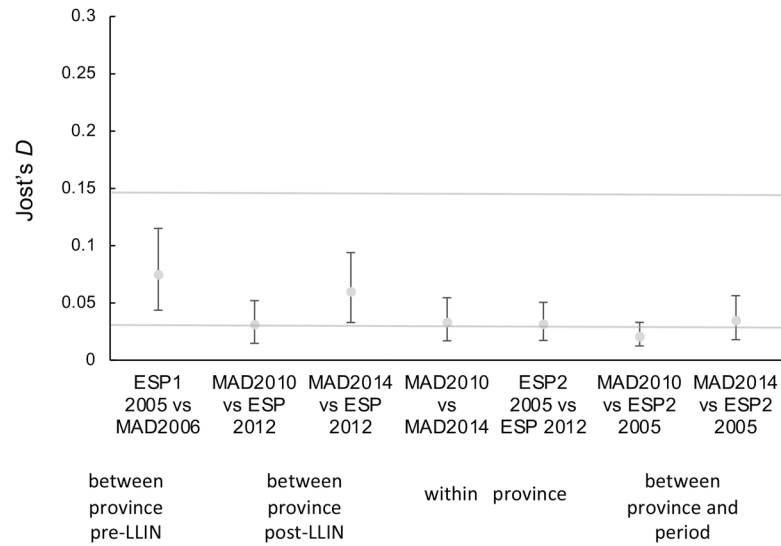 0.3
0.25
0.2
0.15
0.1
0.05
0
Jost's D
ESP1
2005 vs
MAD2006
MAD2010
vs ESP
2012
MAD2014
vs ESP
2012
MAD2010
vs
MAD2014
ESP2
2005 vs
ESP 2012
MAD2010
vs ESP2
2005
MAD2014
vs ESP2
2005
between
province
pre-LLIN
between
province
post-LLIN
within province
between
province and
period